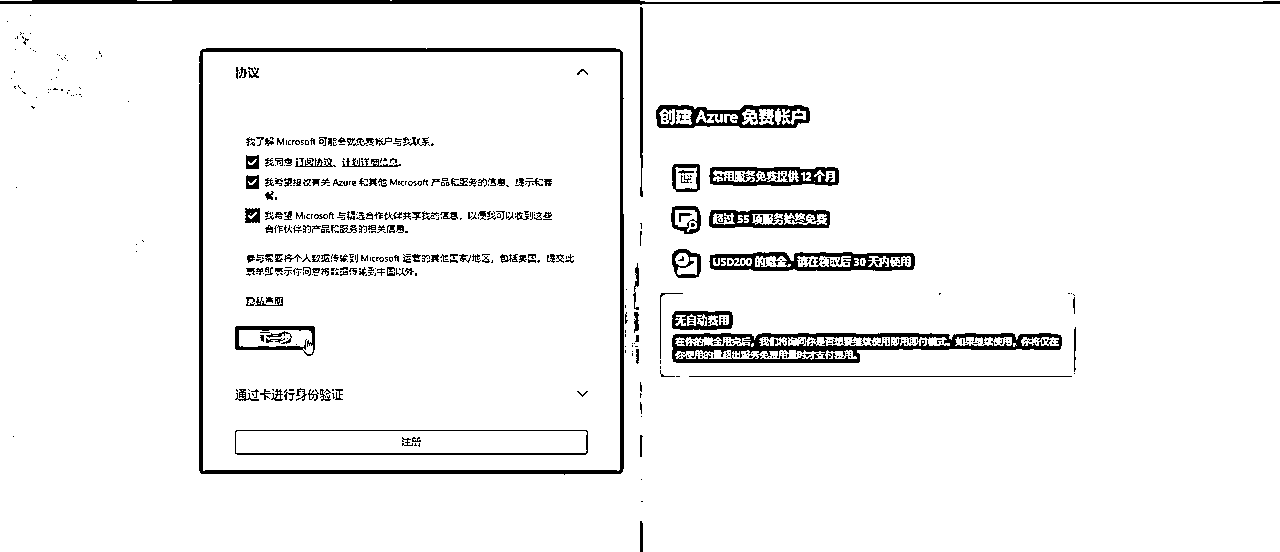 协议
我了解 Microsoft 可能会就免费帐户与我联系。
我同意 订阅协议、计划详细信息。
我希望接收有关 Azure 和其他 Microsoft 产品和服务的信息、提示和套
餐。
我希望 Microsoft 与精选合作伙伴共享我的信息，以便我可以收到这些
合作伙伴的产品和服务的相关信息。
参与需要将个人数据传输到 Microsoft 运营的其他国家/地区，包括美国。提交此
表单即表示你同意将数据传输到中国以外。
隐私声明
通过卡进行身份验证
注册
创建 Azure 免费帐户
常用服务免费提供 12 个月
超过 55 项服务始终免费
USD200 的赠金，请在领取后 30 天内使用
无自动费用
在你的赠金用完后，我们将询问你是否想要继续使用即用即付模式。如果继续使用，你将仅在
你使用的量超出服务免费用量时才支付费用。